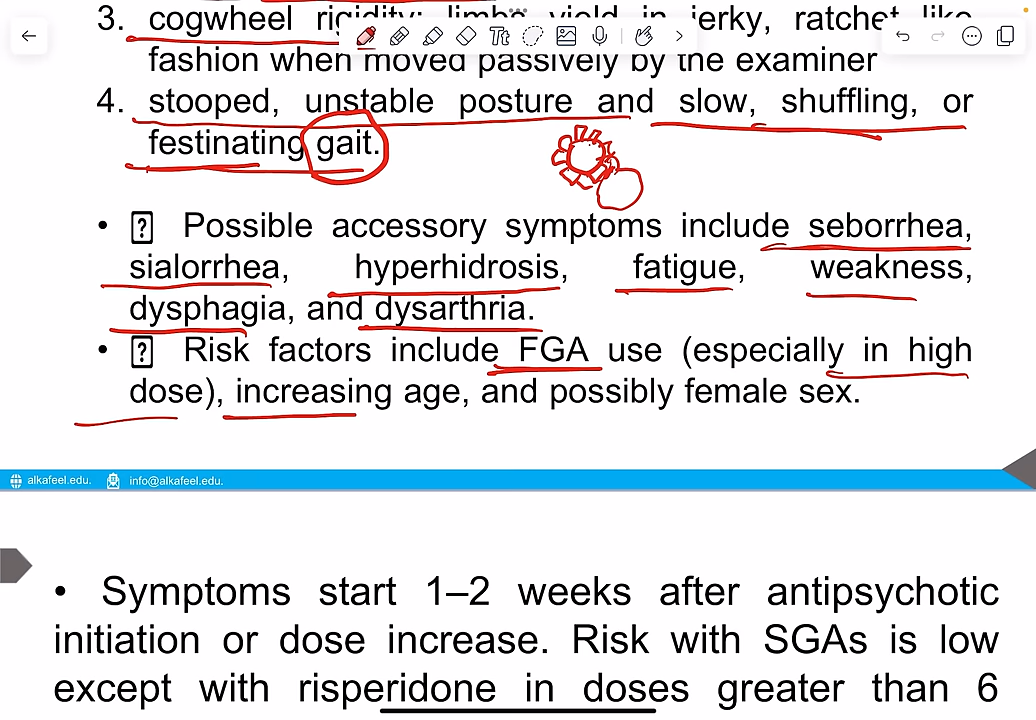 3. cogwheel rigidity: limbs yield in jerky, ratchet like
fashion when moved passively by the examiner
4. stooped, unstable posture and slow, shuffling, or
festinating gait.
• Possible accessory symptoms include seborrhea,
sialorrhea, hyperhidrosis, fatigue, weakness,
dysphagia, and dysarthria.
• Risk factors include FGA use (especially in high
dose), increasing age, and possibly female sex.
alkafeel.edu. info@alkafeel.edu.
• Symptoms start 1–2 weeks after antipsychotic
initiation or dose increase. Risk with SGAs is low
except with risperidone in doses greater than 6